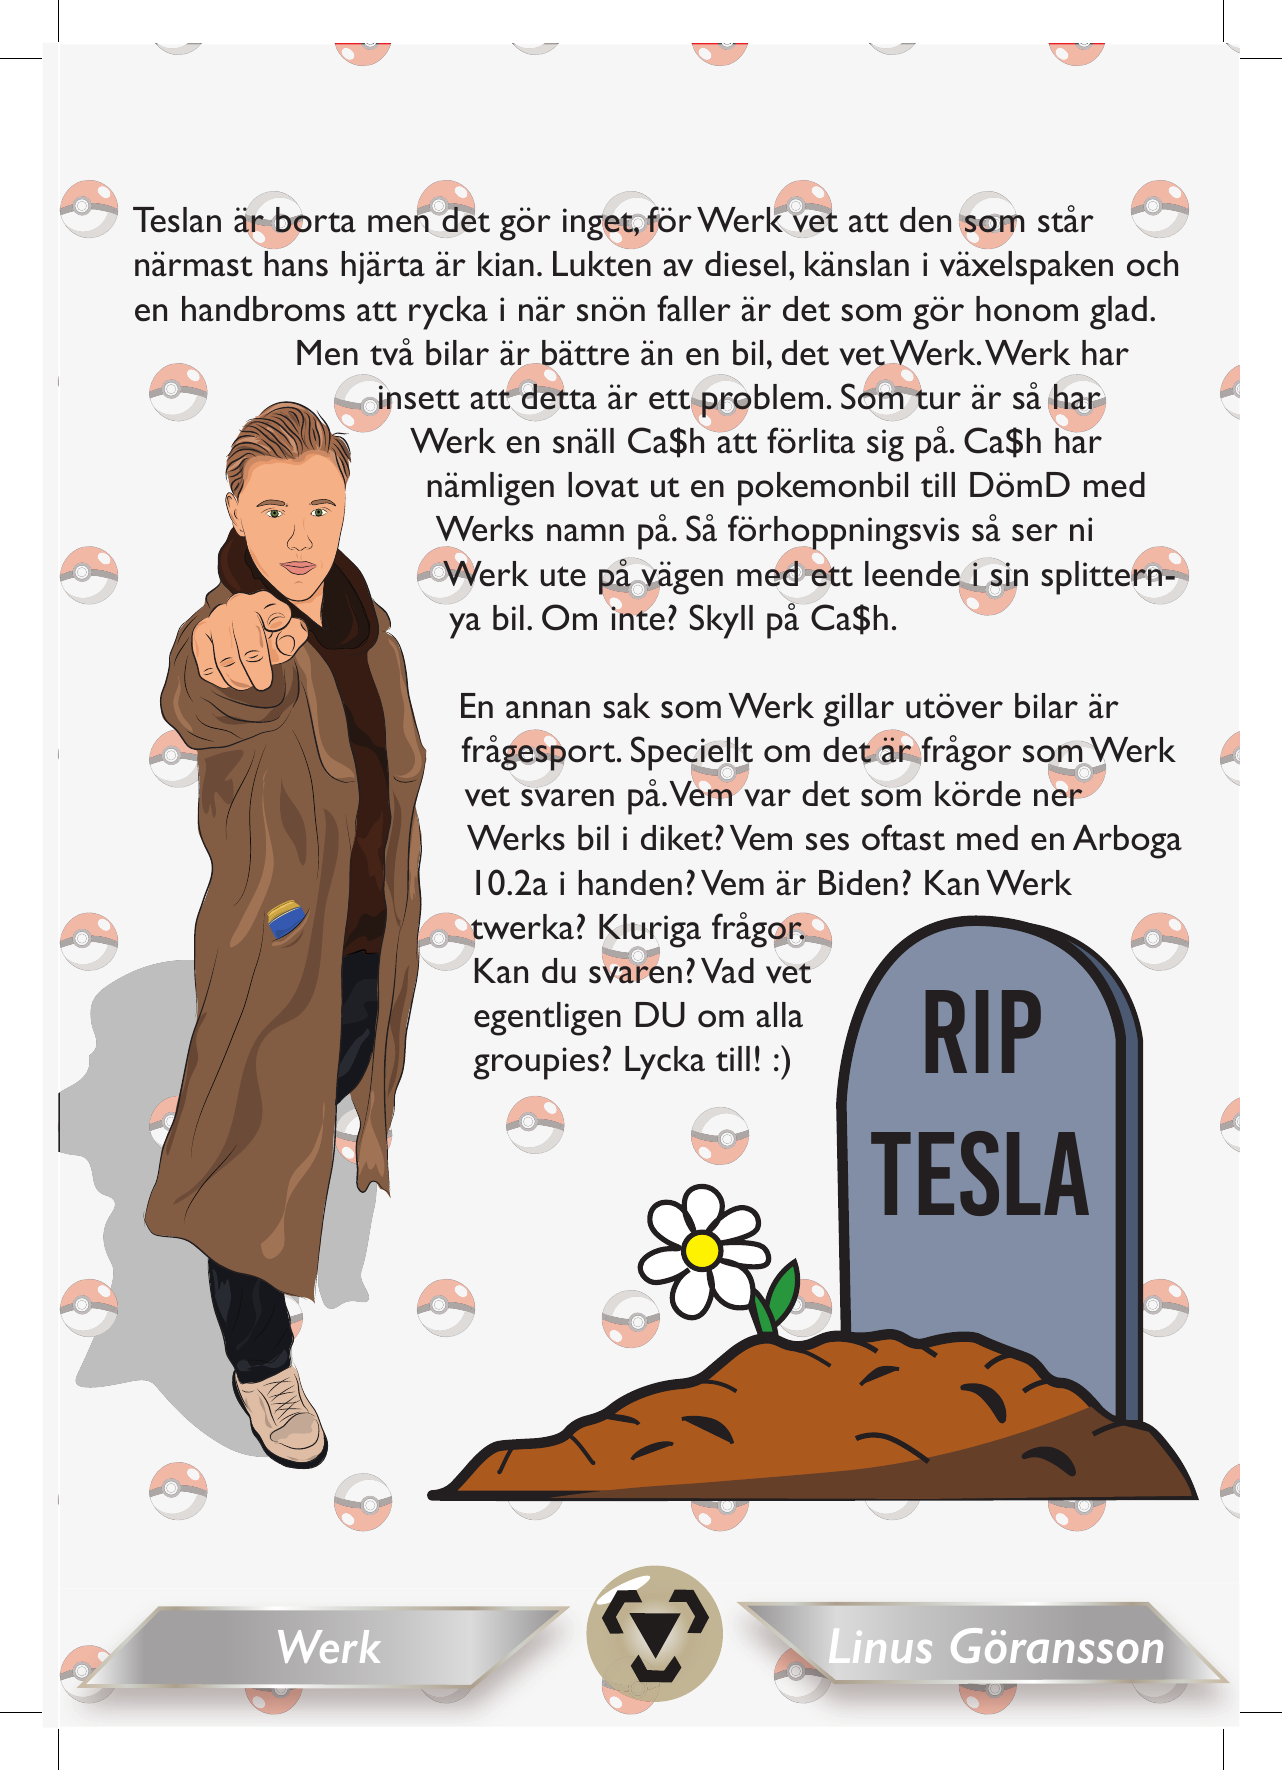 Teslan är borta men det gör inget, för Werk vet att den som står
närmast hans hjärta är kian. Lukten av diesel, känslan i växelspaken och
en handbroms att rycka i när snön faller är det som gör honom glad.
Men två bilar är bättre än en bil, det vet Werk. Werk har
insett att detta är ett problem. Som tur är så har
Werk en snäll Ca$h att förlita sig på. Ca$h har
nämligen lovat ut en pokemonbil till DömD med
Werks namn på. Så förhoppningsvis så ser ni
Werk ute på vägen med ett leende i sin splittern-
ya bil. Om inte? Skyll på Ca$h.
En annan sak som Werk gillar utöver bilar är
frågesport. Speciellt om det är frågor som Werk
vet svaren på. Vem var det som körde ner
Werks bil i diket? Vem ses oftast med en Arboga
10.2a i handen? Vem är Biden? Kan Werk
twerka? Kluriga frågor.
Kan du svaren? Vad vet
egentligen DU om alla
groupies? Lycka till! :)
RIP
TESLA
Werk
Linus Göransson